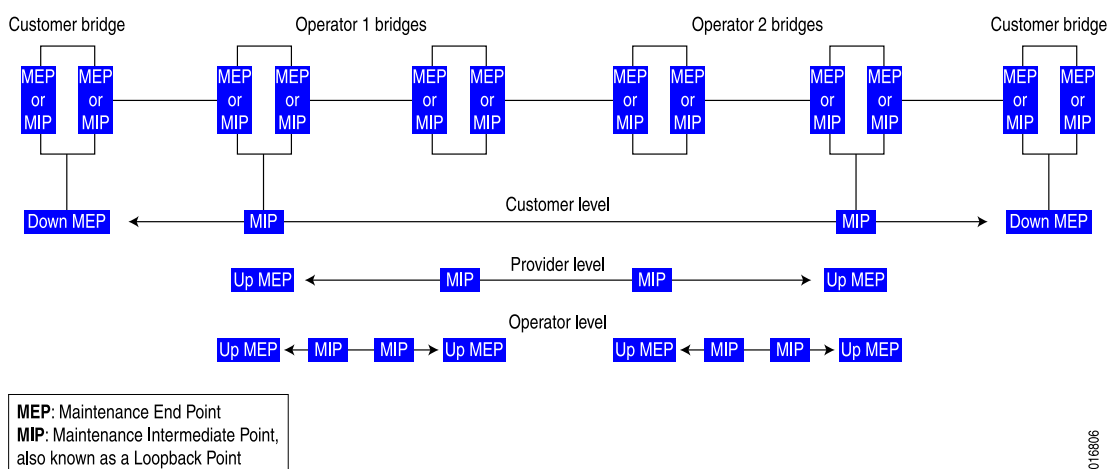 Customer bridge
Operator 1 bridges
Operator 2 bridges
Customer bridge
MEP or MIP
MEP or MIP
MEP or MIP
MEP or MIP
MEP or MIP
MEP or MIP
MEP or MIP
MEP or MIP
MEP or MIP
MEP or MIP
MEP or MIP
MEP or MIP
Customer level
Down MEP
MIP
MIP
Down MEP
Provider level
Up MEP
MIP
MIP
Up MEP
Operator level
Up MEP
MIP
MIP
Up MEP
Up MEP
MIP
MIP
Up MEP
MEP: Maintenance End Point
MIP: Maintenance Intermediate Point,
also known as a Loopback Point
016806